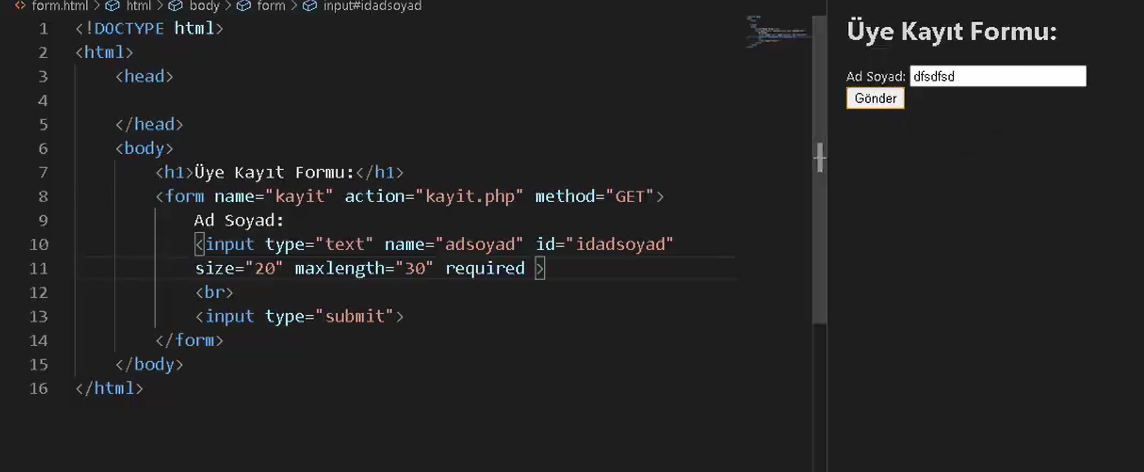 form.html > html > body > form > input#idadsoyad
1 <!DOCTYPE html>
2 <html>
3 <head>
4
5 </head>
6 <body>
7 <h1>Üye Kayıt Formu:</h1>
8 <form name="kayit" action="kayit.php" method="GET">
9 Ad Soyad:
10 <input type="text" name="adsoyad" id="idadsoyad"
11 size="20" maxlength="30" required >
12 <br>
13 <input type="submit">
14 </form>
15 </body>
16 </html>
Üye Kayıt Formu:
Ad Soyad: dfsdfsd
Gönder